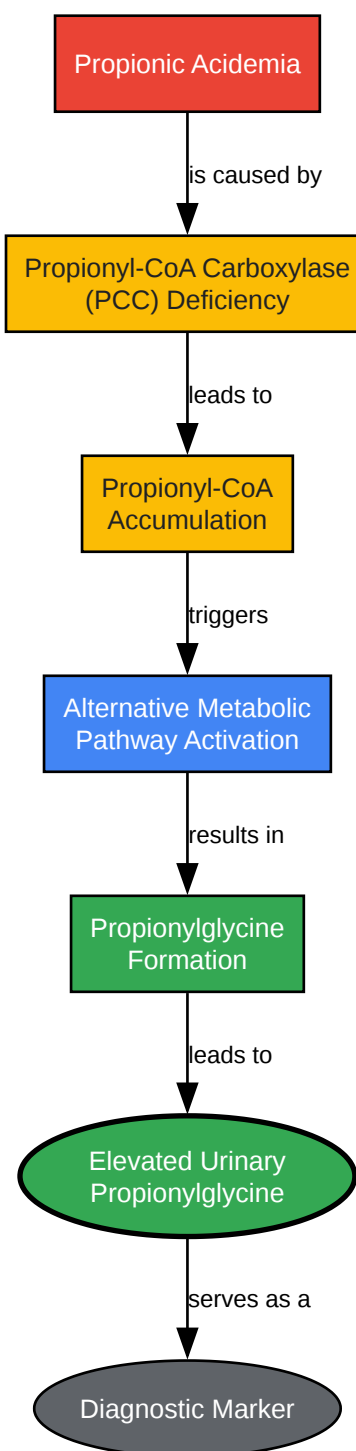 Propionic Acidemia
is caused by
Propionyl-CoA Carboxylase
(PCC) Deficiency
leads to
Propionyl-CoA
Accumulation
triggers
Alternative Metabolic
Pathway Activation
results in
Propionylglycine
Formation
leads to
Elevated Urinary
Propionylglycine
serves as a
Diagnostic Marker